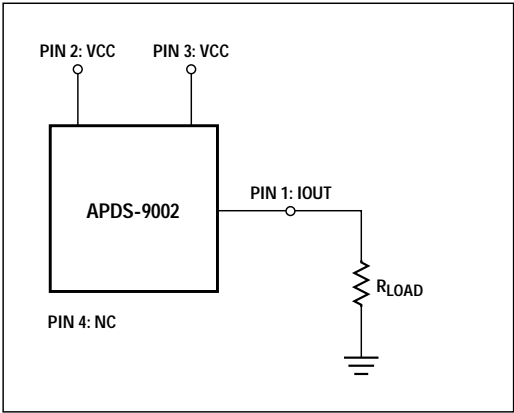 PIN 2: VCC
PIN 3: VCC
APDS-9002
PIN 1: IOUT
RLOAD
PIN 4: NC